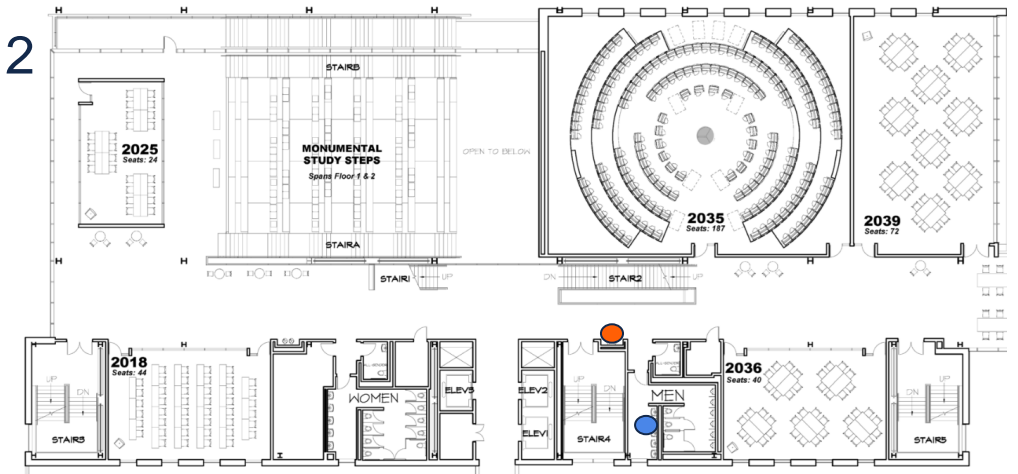 2
STAIRB
2025
Seats: 24
MONUMENTAL
STUDY STEPS
Spans Floor 1 & 2
OPEN TO BELOW
STAIRA
2035
Seats: 187
2039
Seats: 72
STAIR1
UP
DN
STAIR2
UP
2018
Seats: 44
UP
DN
STAIR3
WOMEN
ELEV3
ELEV2
ELEV1
UP
DN
STAIR4
MEN
2036
Seats: 40
UP
DN
STAIR5